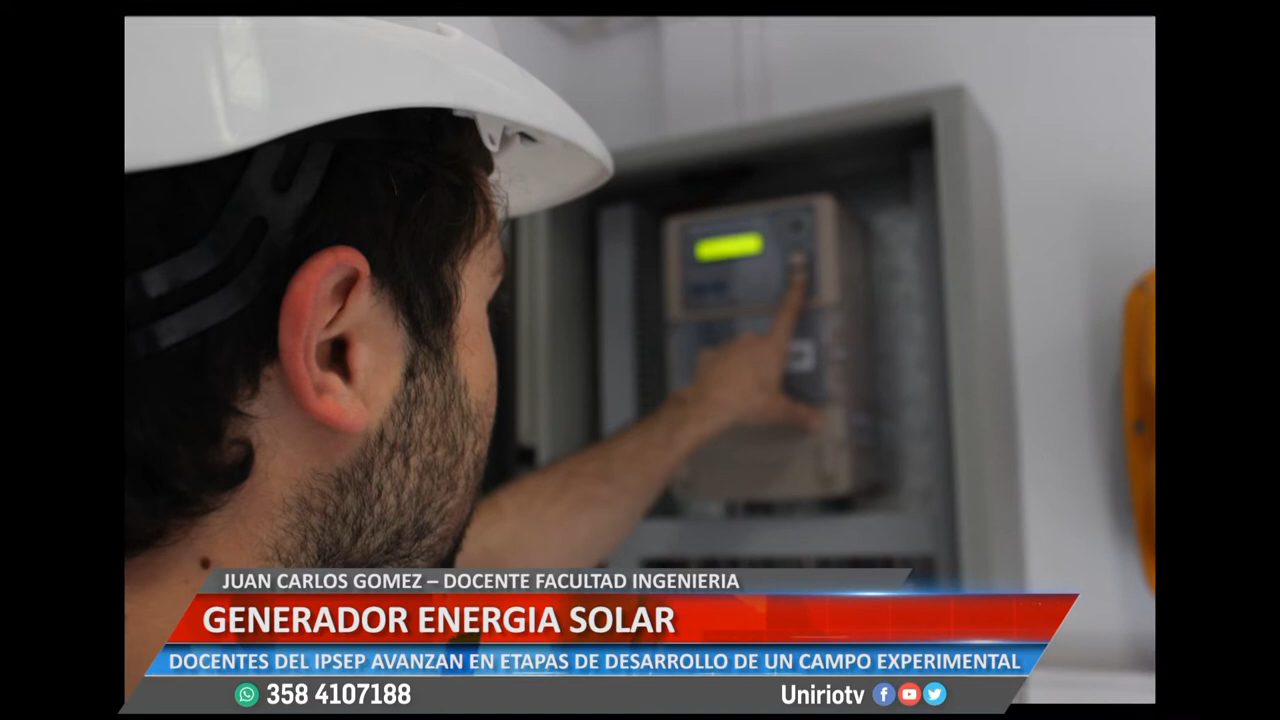 JUAN CARLOS GOMEZ – DOCENTE FACULTAD INGENIERIA
GENERADOR ENERGIA SOLAR
DOCENTES DEL IPSEP AVANZAN EN ETAPAS DE DESARROLLO DE UN CAMPO EXPERIMENTAL
358 4107188
Uniriotv